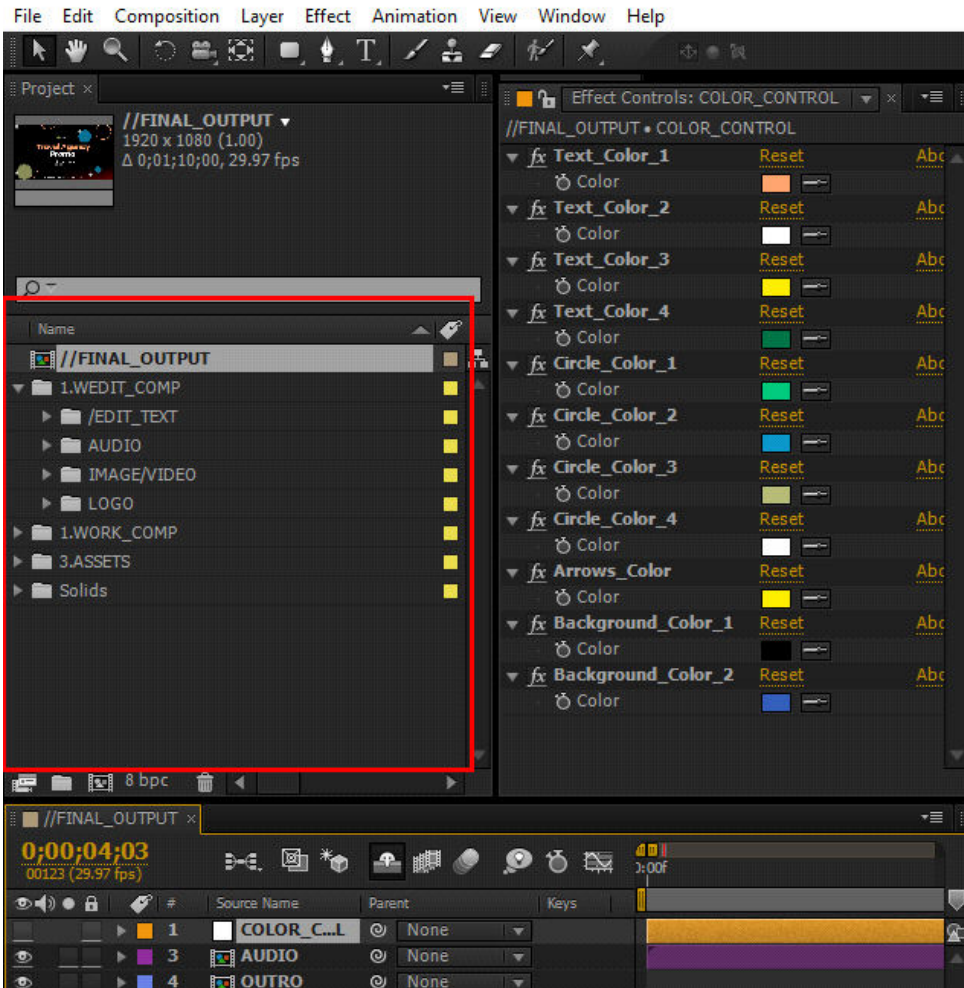 File Edit Composition Layer Effect Animation View Window Help
Project ×
//FINAL_OUTPUT
1920 x 1080 (1.00)
Δ 0;01;10;00, 29.97 fps
Travel Agency
Promo
Name
//FINAL_OUTPUT
1.WEDIT_COMP
/EDIT_TEXT
AUDIO
IMAGE/VIDEO
LOGO
1.WORK_COMP
3.ASSETS
Solids
8 bpc
Effect Controls: COLOR_CONTROL ×
//FINAL_OUTPUT • COLOR_CONTROL
fx Text_Color_1 Reset Abc
Color
fx Text_Color_2 Reset Abc
Color
fx Text_Color_3 Reset Abc
Color
fx Text_Color_4 Reset Abc
Color
fx Circle_Color_1 Reset Abc
Color
fx Circle_Color_2 Reset Abc
Color
fx Circle_Color_3 Reset Abc
Color
fx Circle_Color_4 Reset Abc
Color
fx Arrows_Color Reset Abc
Color
fx Background_Color_1 Reset Abc
Color
fx Background_Color_2 Reset Abc
Color
//FINAL_OUTPUT ×
0;00;04;03
00123 (29.97 fps)
0:00f
# Source Name Parent Keys
1 COLOR_C...L None
3 AUDIO None
4 OUTRO None